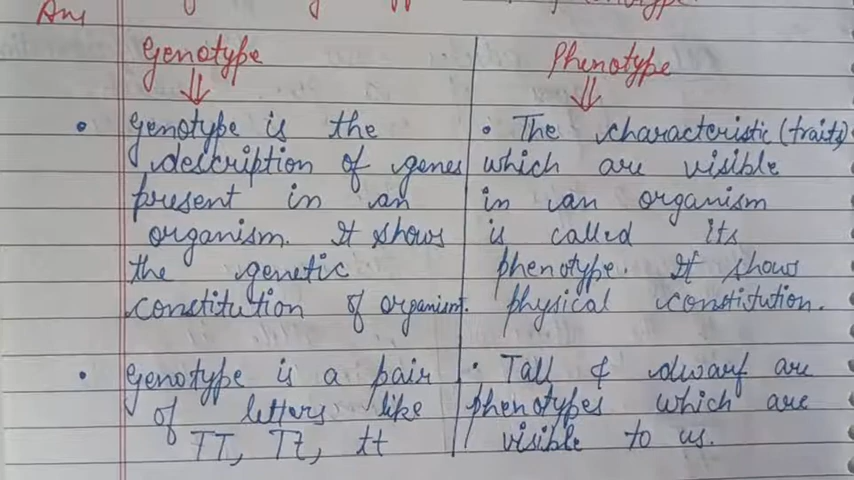 Ans
Genotype
Phenotype
• Genotype is the
description of genes
present in an
organism. It shows
the genetic
constitution of organism.
• The characteristic (traits)
which are visible
in an organism
is called its
phenotype. It shows
physical constitution.
• Genotype is a pair
of letters like
TT, Tt, tt
• Tall & dwarf are
phenotypes which are
visible to us.